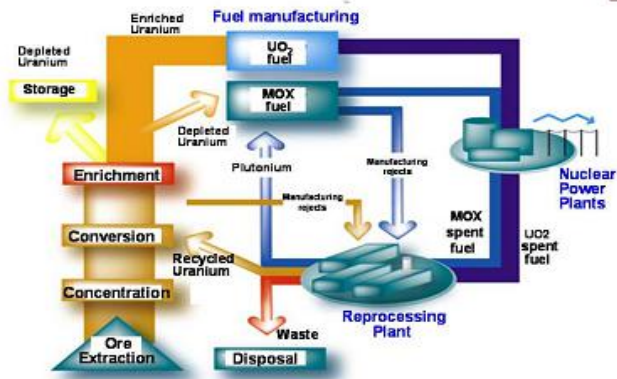 Enriched
Uranium
Fuel manufacturing
UO2
fuel
MOX
fuel
Depleted
Uranium
Storage
Depleted
Uranium
Plutonium
Manufacturing
rejects
Nuclear
Power
Plants
Enrichment
Manufacturing
rejects
Conversion
Recycled
Uranium
MOX
spent
fuel
UO2
spent
fuel
Concentration
Reprocessing
Plant
Ore
Extraction
Waste
Disposal